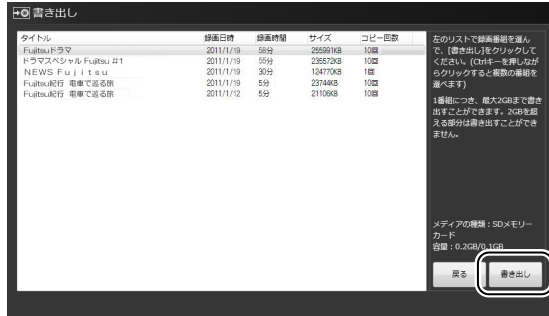 書き出し
タイトル 録画日時 録画時間 サイズ コピー回数
Fujitsuドラマ 2011/1/19 58分 255991KB 10回
ドラマスペシャル Fujitsu #1 2011/1/19 55分 235572KB 10回
NEWS Fujitsu 2011/1/19 30分 124770KB 1回
Fujitsu紀行 電車で巡る旅 2011/1/19 5分 23744KB 10回
Fujitsu紀行 電車で巡る旅 2011/1/12 5分 21106KB 10回
左のリストで録画番組を選ん
で、[書き出し]をクリックして
ください。(Ctrlキーを押しなが
らクリックすると複数の番組を
選べます)
1番組につき、最大2GBまで書き
出すことができます。2GBを超
える部分は書き出すことができ
ません。
メディアの種類:SDメモリー
カード
容量:0.2GB/0.1GB
戻る 書き出し